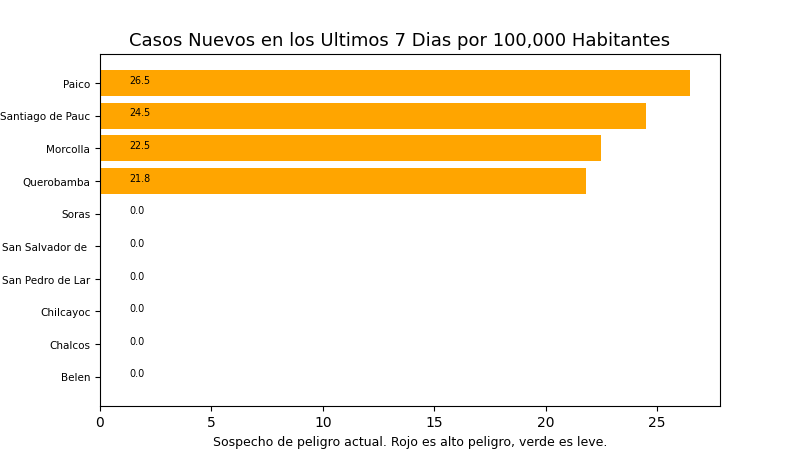 Casos Nuevos en los Ultimos 7 Dias por 100,000 Habitantes
Paico 26.5
Santiago de Pauc 24.5
Morcolla 22.5
Querobamba 21.8
Soras 0.0
San Salvador de 0.0
San Pedro de Lar 0.0
Chilcayoc 0.0
Chalcos 0.0
Belen 0.0
0 5 10 15 20 25
Sospecho de peligro actual. Rojo es alto peligro, verde es leve.